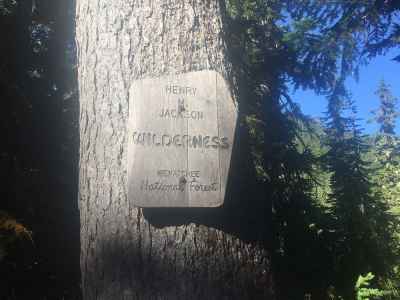 HENRY
M
JACKSON
WILDERNESS
WENATCHEE
National Forest